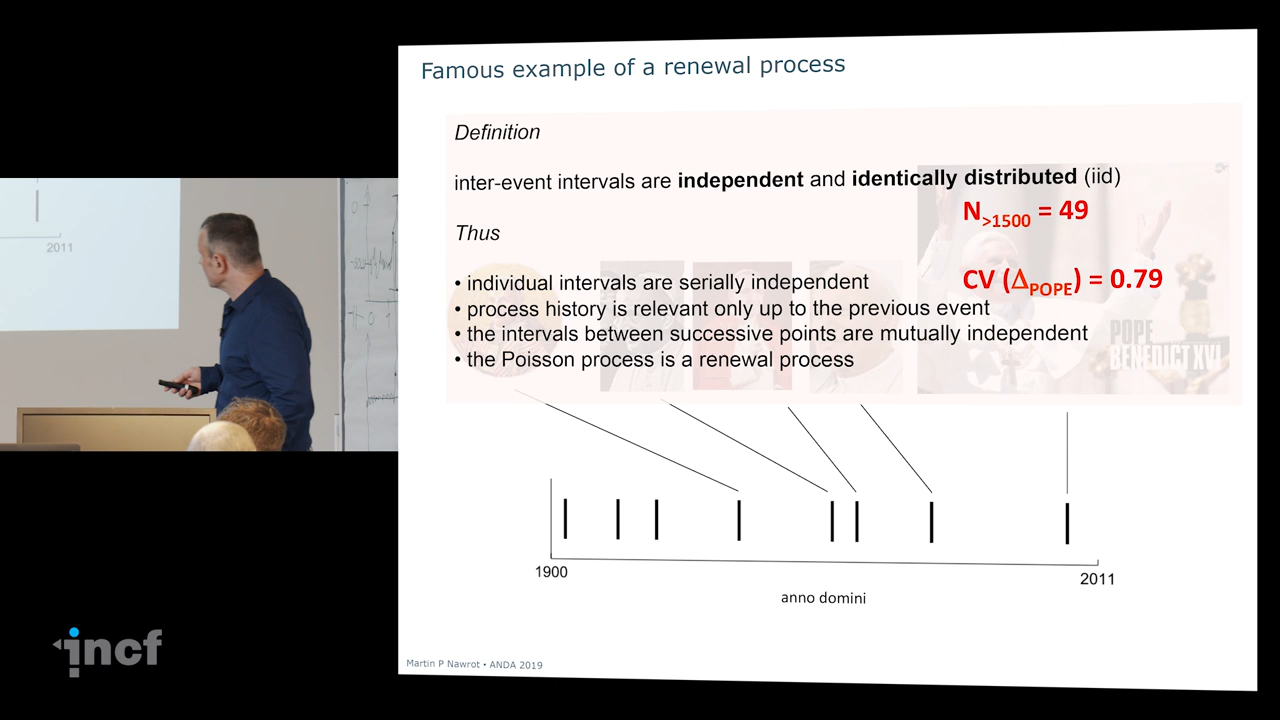 Famous example of a renewal process
Definition
inter-event intervals are independent and identically distributed (iid)
N>1500 = 49
Thus
CV (ΔPOPE) = 0.79
• individual intervals are serially independent
• process history is relevant only up to the previous event
• the intervals between successive points are mutually independent
• the Poisson process is a renewal process
POPE
BENEDICT XVI
1900
2011
anno domini
Martin P Nawrot • ANDA 2019
2011
incf